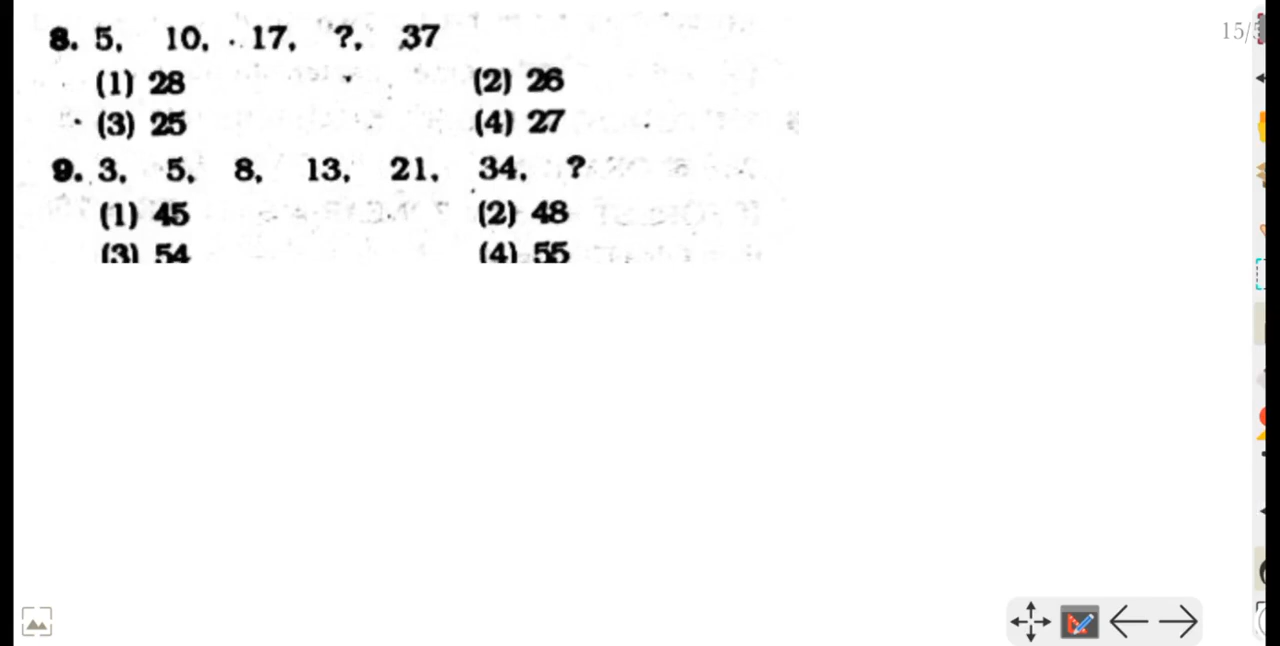 8. 5, 10, 17, ?, 37
(1) 28 (2) 26
(3) 25 (4) 27
9. 3, 5, 8, 13, 21, 34, ?
(1) 45 (2) 48
(3) 54 (4) 55
15/5